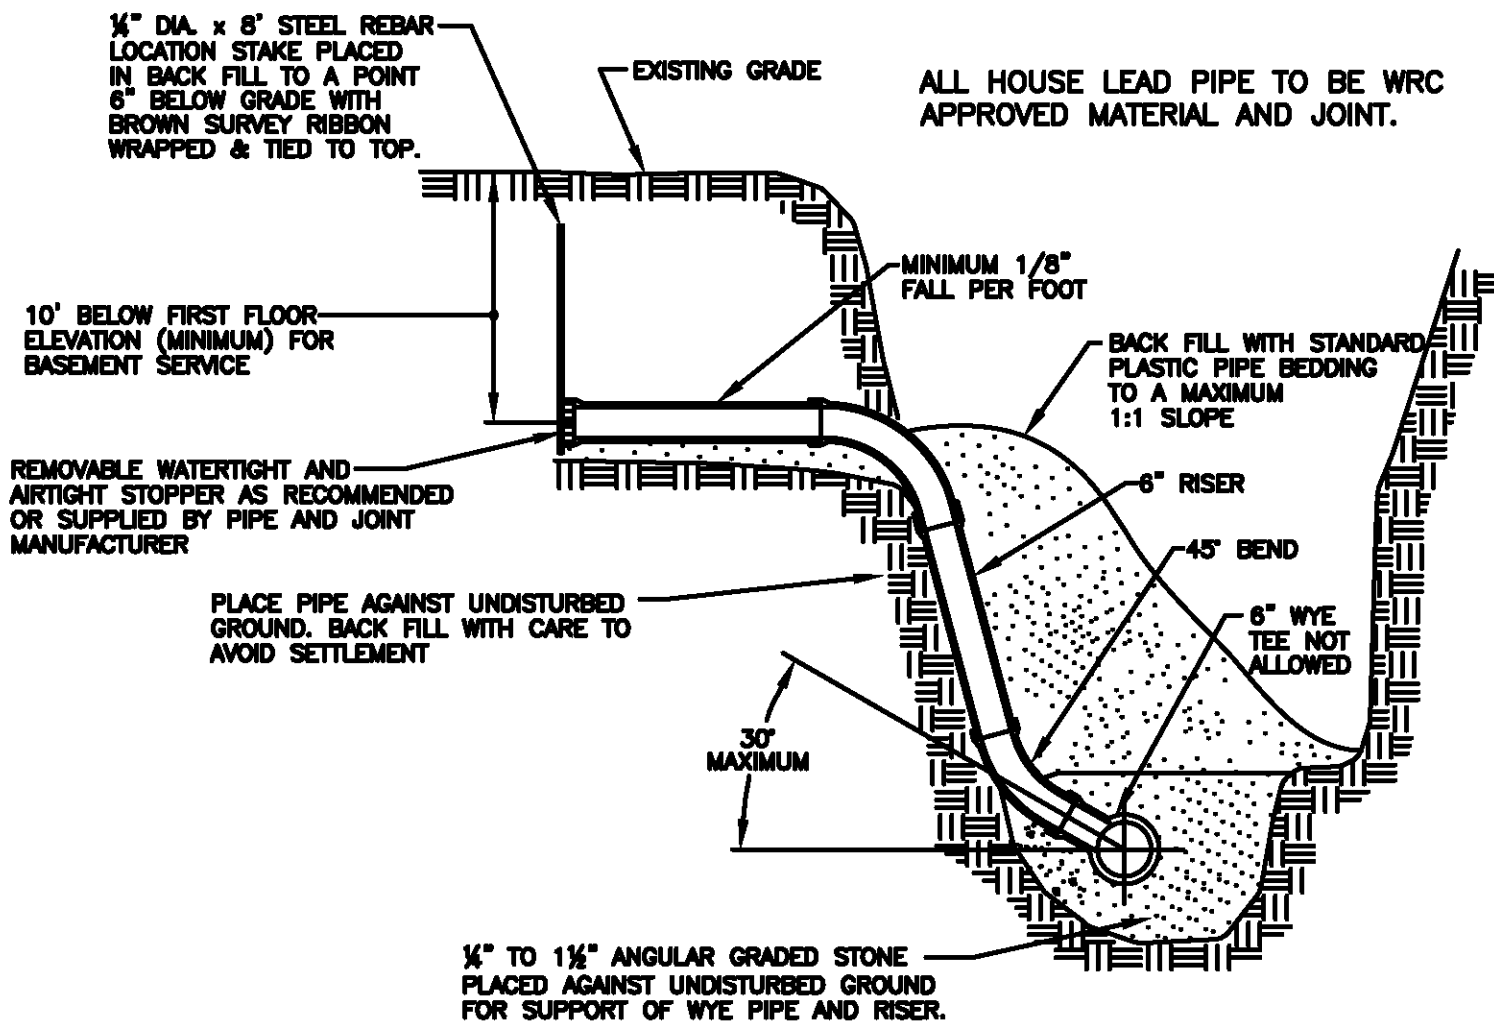 ¼" DIA. x 8' STEEL REBAR
LOCATION STAKE PLACED
IN BACK FILL TO A POINT
6" BELOW GRADE WITH
BROWN SURVEY RIBBON
WRAPPED & TIED TO TOP.
EXISTING GRADE
ALL HOUSE LEAD PIPE TO BE WRC
APPROVED MATERIAL AND JOINT.
MINIMUM 1/8"
FALL PER FOOT
10' BELOW FIRST FLOOR
ELEVATION (MINIMUM) FOR
BASEMENT SERVICE
BACK FILL WITH STANDARD
PLASTIC PIPE BEDDING
TO A MAXIMUM
1:1 SLOPE
REMOVABLE WATERTIGHT AND
AIRTIGHT STOPPER AS RECOMMENDED
OR SUPPLIED BY PIPE AND JOINT
MANUFACTURER
6" RISER
45° BEND
PLACE PIPE AGAINST UNDISTURBED
GROUND. BACK FILL WITH CARE TO
AVOID SETTLEMENT
6" WYE
TEE NOT
ALLOWED
30°
MAXIMUM
¼" TO 1½" ANGULAR GRADED STONE
PLACED AGAINST UNDISTURBED GROUND
FOR SUPPORT OF WYE PIPE AND RISER.